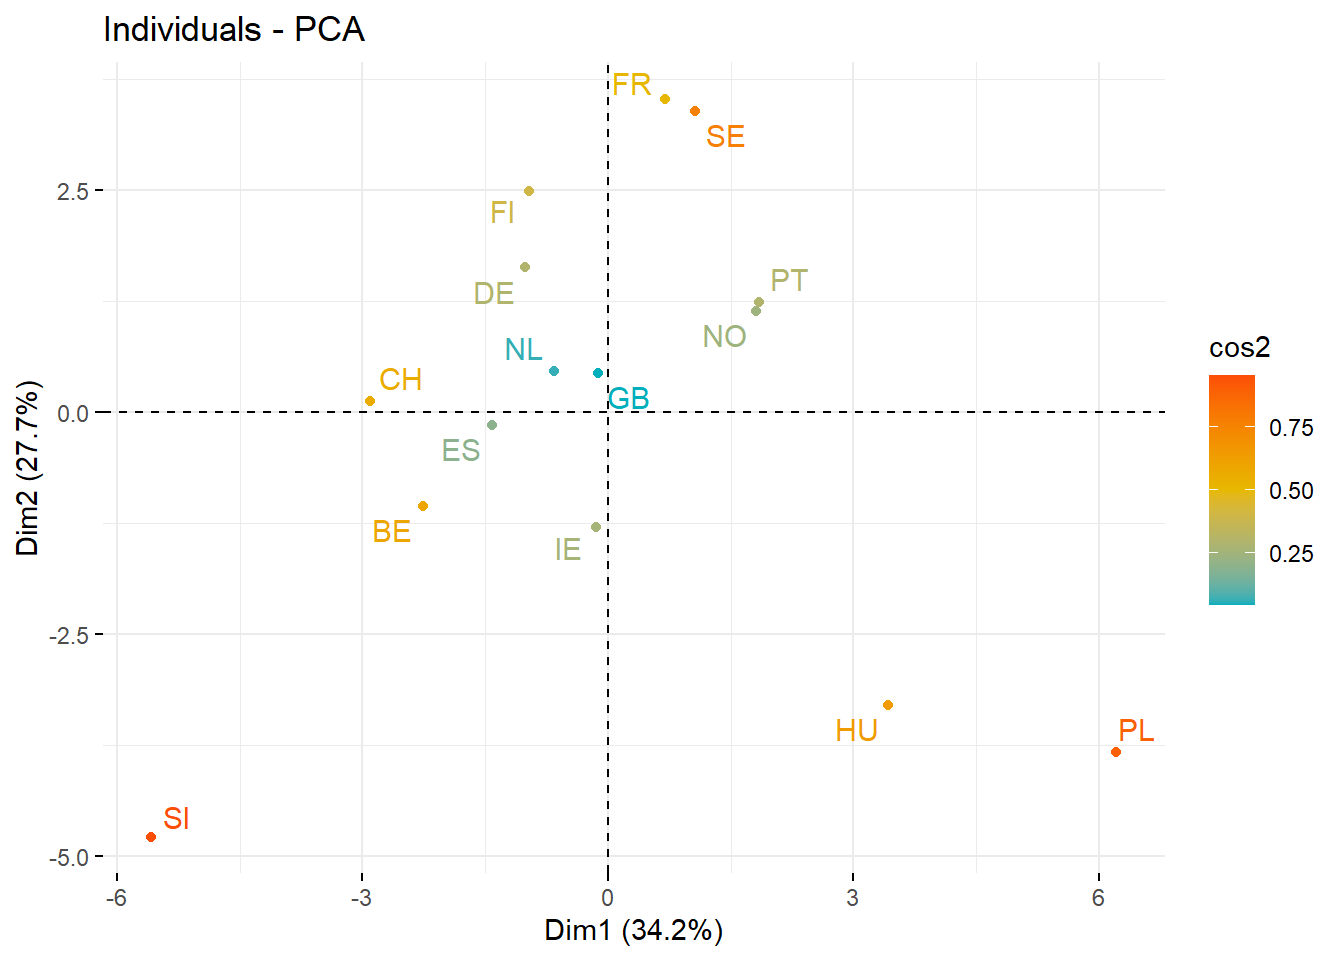 Individuals - PCA
FR
SE
2.5
FI
PT
DE
NO
NL
cos2
CH
GB
0.0
0.75
ES
Dim2 (27.7%)
0.50
BE
IE
0.25
-2.5
HU
PL
SI
-5.0
-6
-3
0
3
6
Dim1 (34.2%)